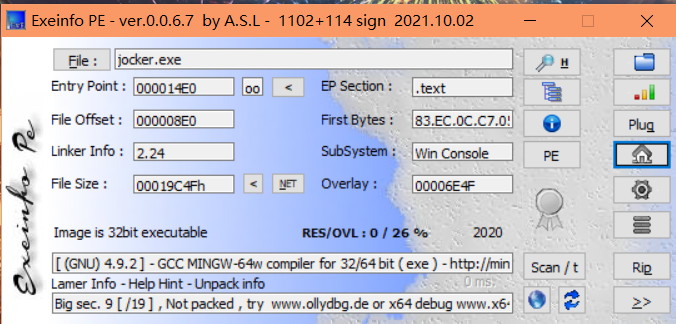 Exeinfo PE - ver.0.0.6.7 by A.S.L - 1102+114 sign 2021.10.02
File : jocker.exe H
Entry Point : 000014E0 oo < EP Section : .text
File Offset : 000008E0 First Bytes : 83.EC.0C.C7.0 Plug
Linker Info : 2.24 SubSystem : Win Console PE
File Size : 00019C4Fh < NET Overlay : 00006E4F
Exeinfo Pe
Image is 32bit executable RES/OVL : 0 / 26 % 2020
[ (GNU) 4.9.2 ] - GCC MINGW-64w compiler for 32/64 bit ( exe ) - http://min Scan / t Rip
Lamer Info - Help Hint - Unpack info 0 ms.
Big sec. 9 [ /19 ] , Not packed , try www.ollydbg.de or x64 debug www.x6 >>